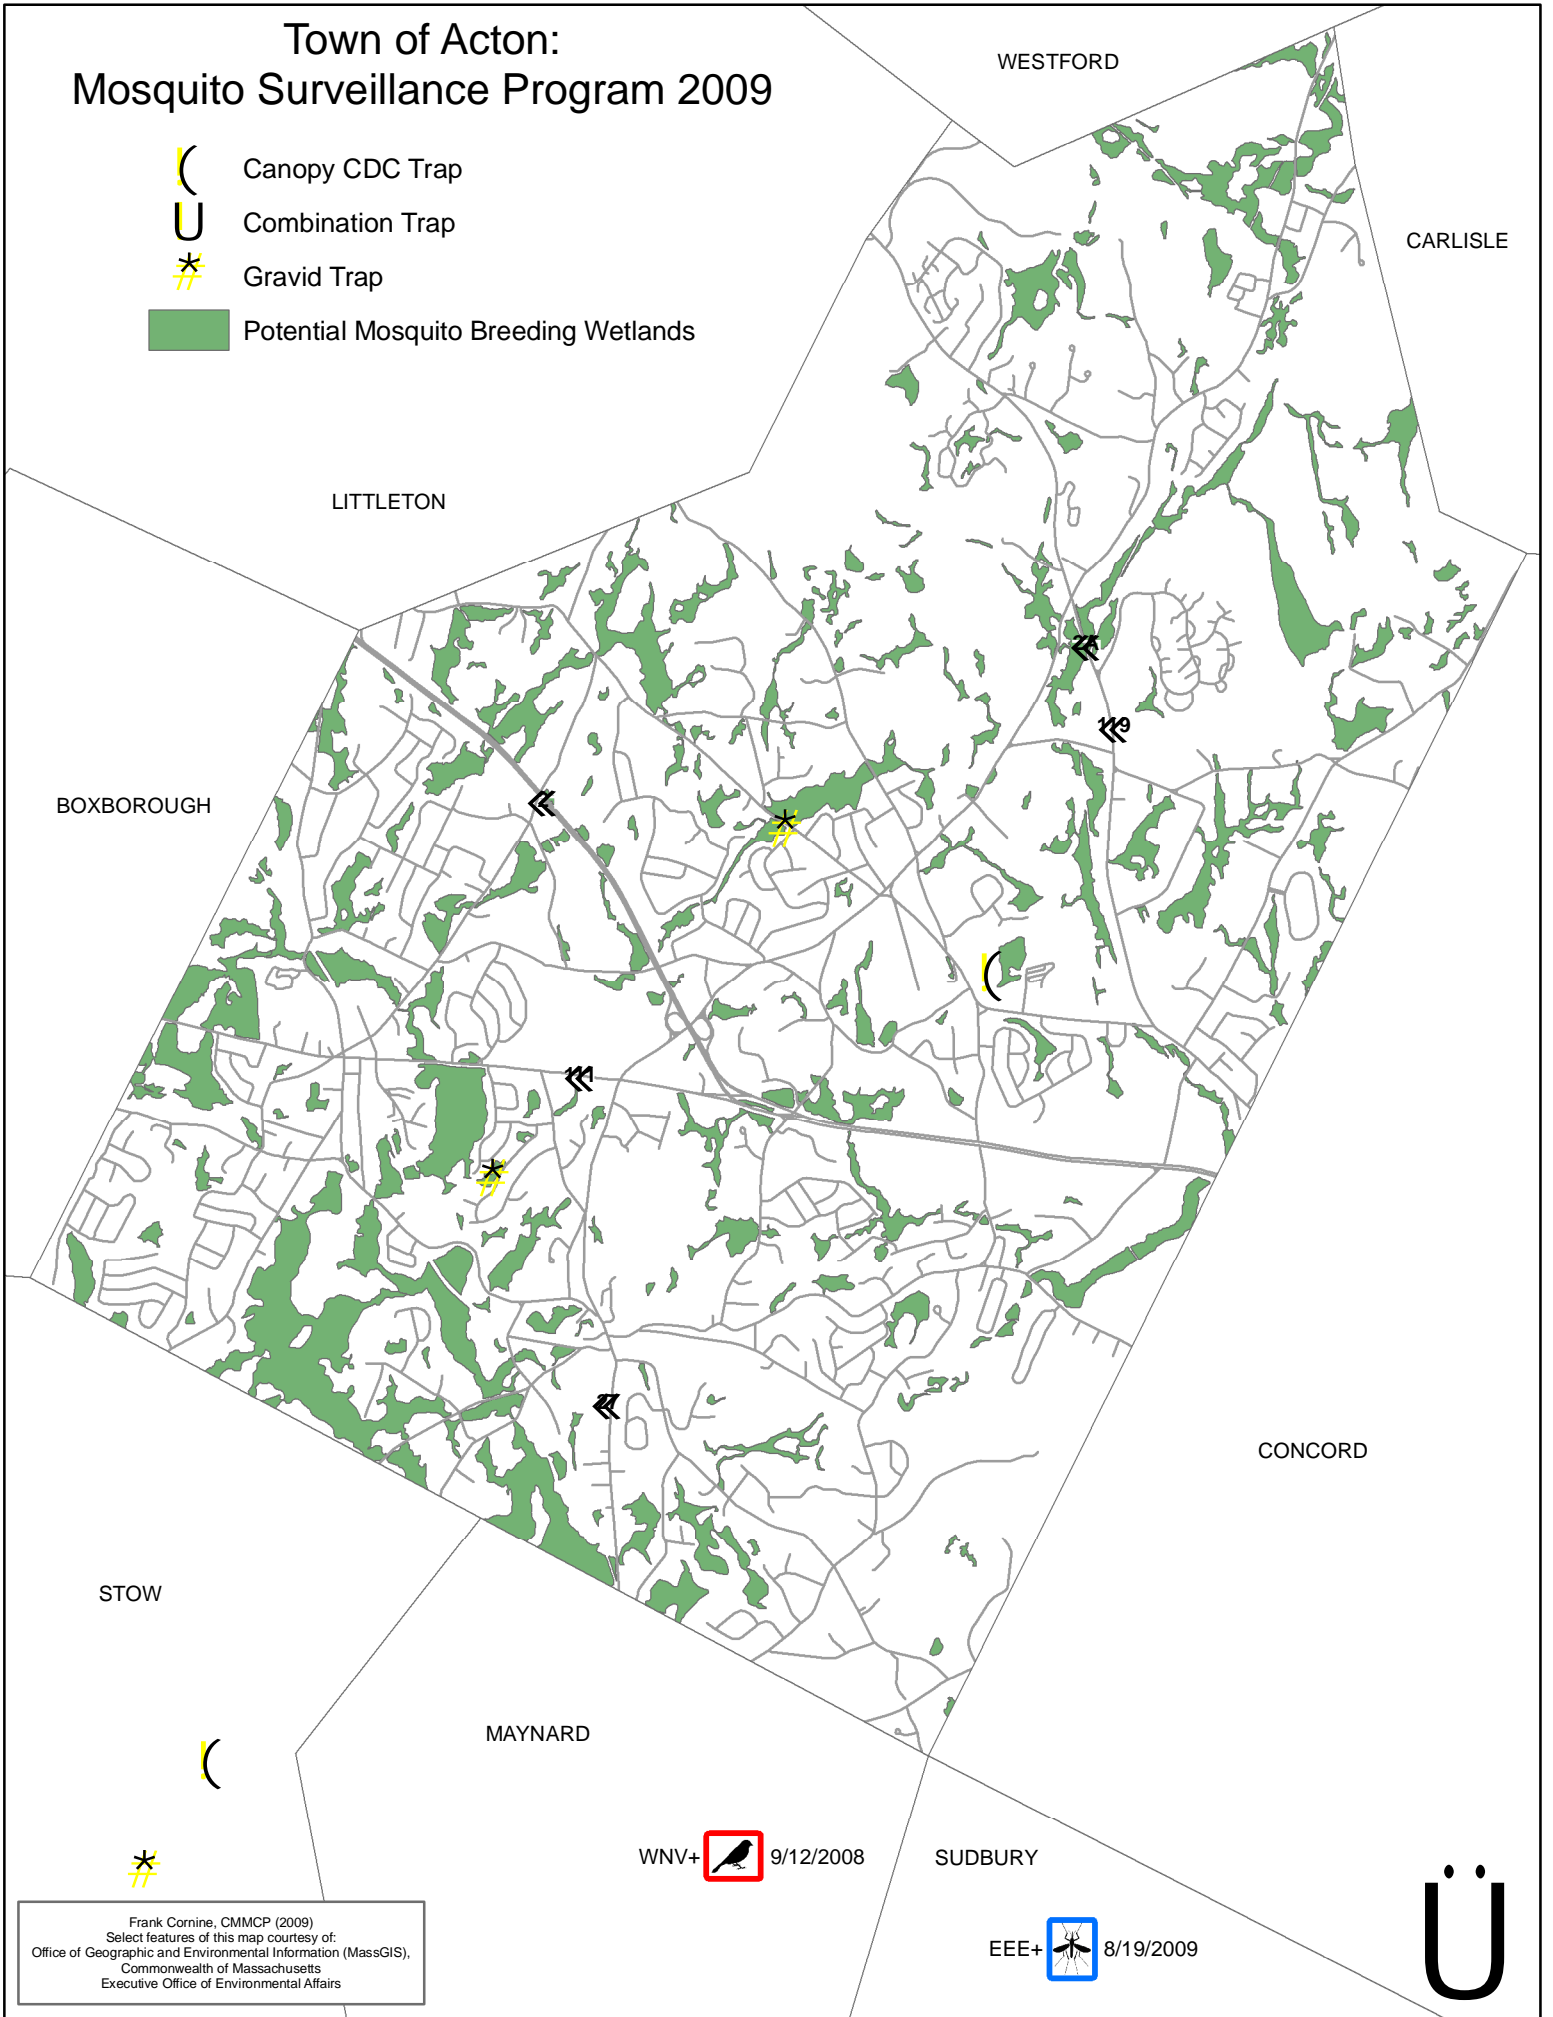 Town of Acton:
Mosquito Surveillance Program 2009
Canopy CDC Trap
Combination Trap
Gravid Trap
Potential Mosquito Breeding Wetlands
WESTFORD
CARLISLE
LITTLETON
BOXBOROUGH
CONCORD
STOW
MAYNARD
WNV+ 9/12/2008
SUDBURY
EEE+ 8/19/2009
Frank Cornine, CMMCP (2009)
Select features of this map courtesy of:
Office of Geographic and Environmental Information (MassGIS),
Commonwealth of Massachusetts
Executive Office of Environmental Affairs
Ü